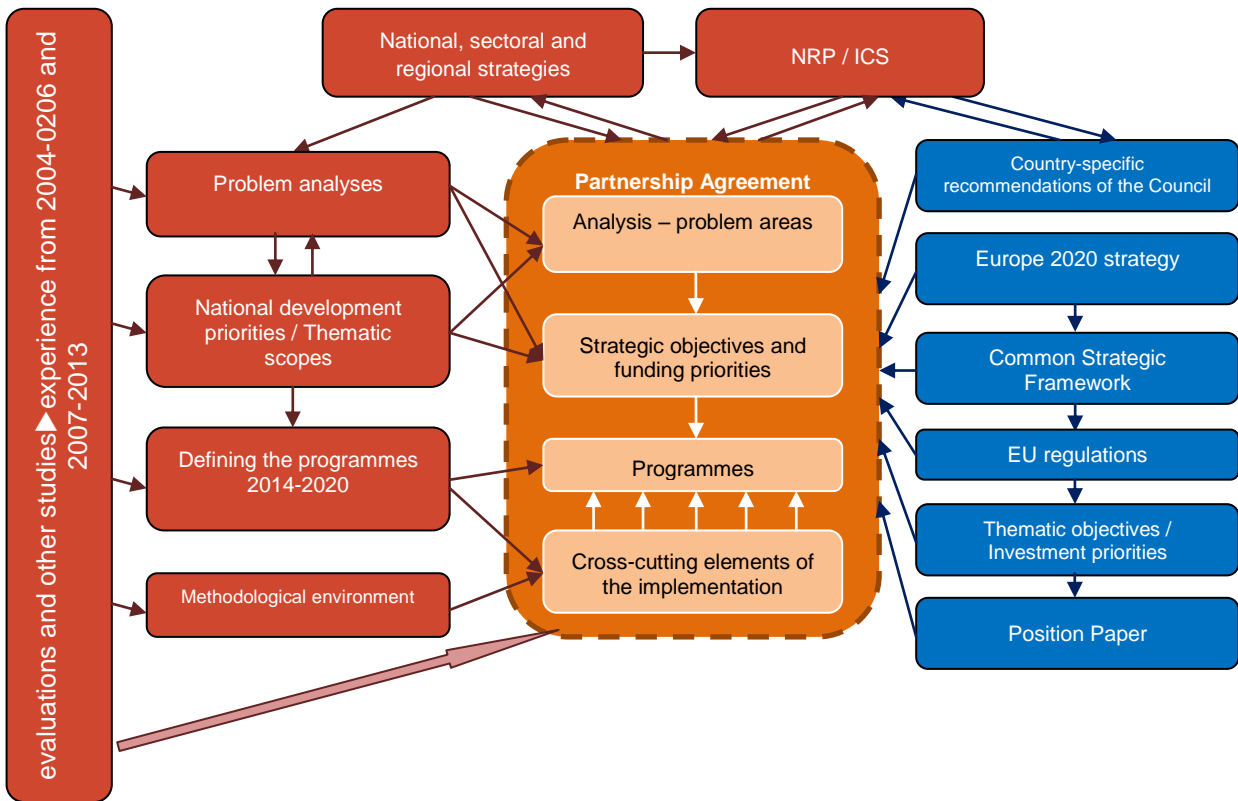 evaluations and other studies►experience from 2004-0206 and
2007-2013
National, sectoral and
regional strategies
NRP / ICS
Problem analyses
National development
priorities / Thematic
scopes
Defining the programmes
2014-2020
Methodological environment
Partnership Agreement
Analysis – problem areas
Strategic objectives and
funding priorities
Programmes
Cross-cutting elements of
the implementation
Country-specific
recommendations of the Council
Europe 2020 strategy
Common Strategic
Framework
EU regulations
Thematic objectives /
Investment priorities
Position Paper